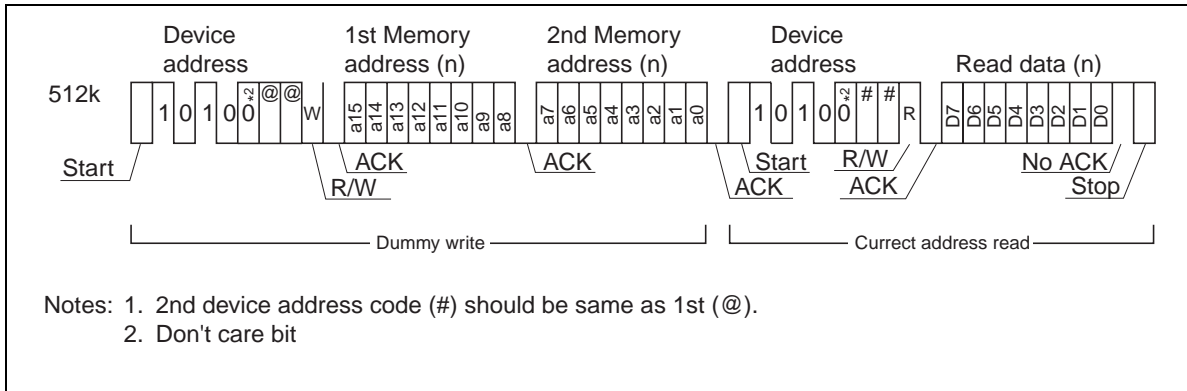 Device address 1st Memory address (n) 2nd Memory address (n) Device address Read data (n)
512k 1 0 1 0 0*2 @ @ W a15 a14 a13 a12 a11 a10 a9 a8 a7 a6 a5 a4 a3 a2 a1 a0 1 0 1 0 0*2 # # R D7 D6 D5 D4 D3 D2 D1 D0
Start ACK ACK Start R/W No ACK
R/W ACK ACK Stop
Dummy write Currect address read
Notes: 1. 2nd device address code (#) should be same as 1st (@).
2. Don't care bit